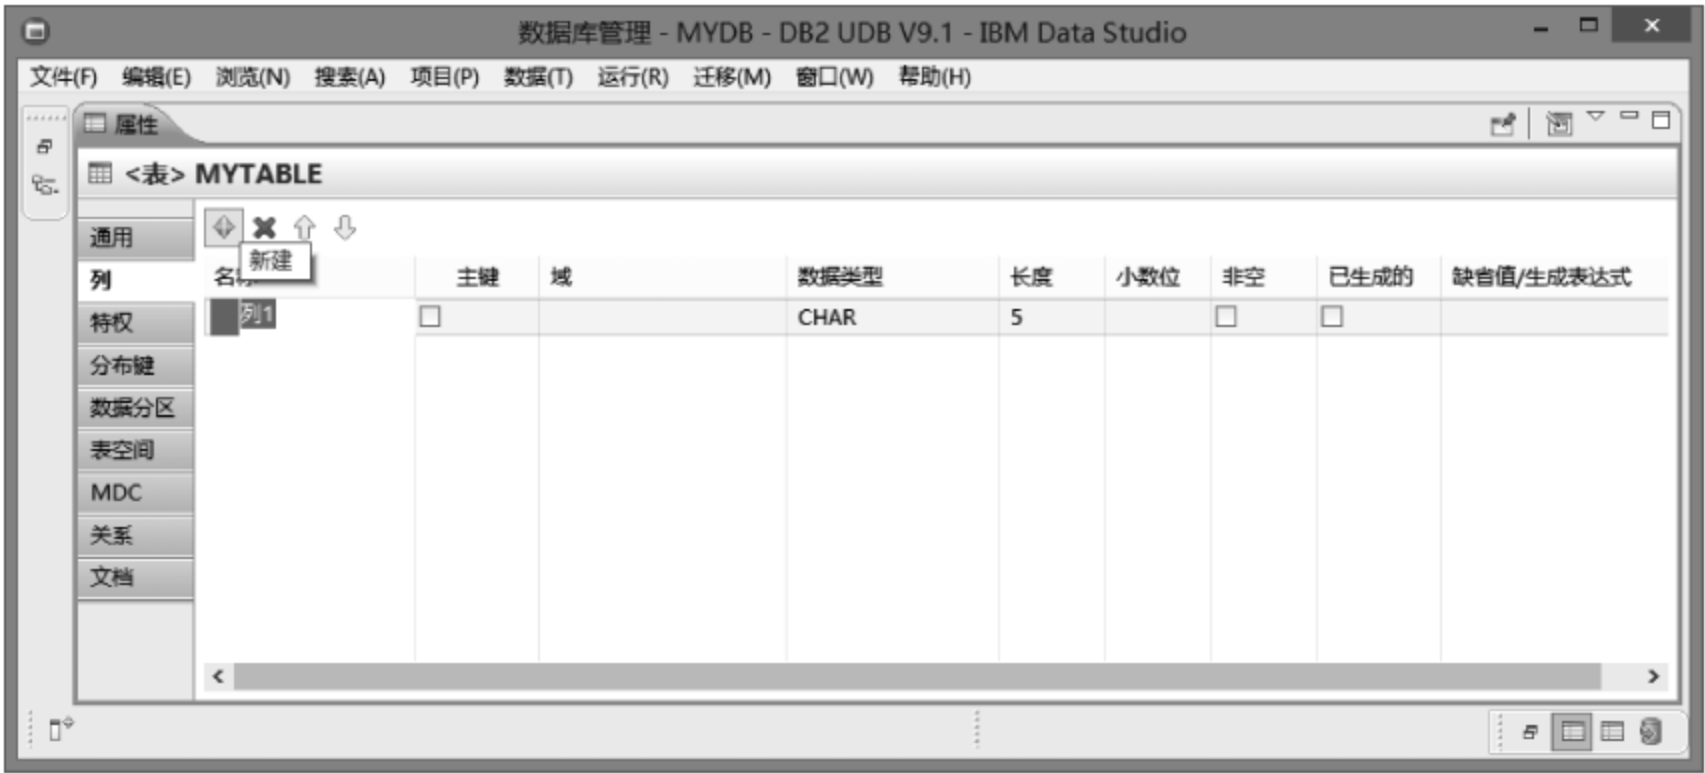 数据库管理 - MYDB - DB2 UDB V9.1 - IBM Data Studio
文件(F) 编辑(E) 浏览(N) 搜索(A) 项目(P) 数据(T) 运行(R) 迁移(M) 窗口(W) 帮助(H)
属性
<表> MYTABLE
通用
列
特权
分布键
数据分区
表空间
MDC
关系
文档
新建
主键 域 数据类型 长度 小数位 非空 已生成的 缺省值/生成表达式
列1 CHAR 5